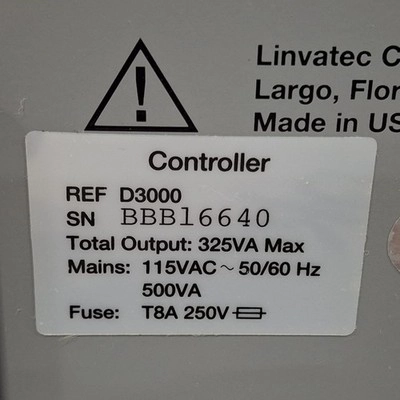 Linvatec C
Largo, Flor
Made in US
Controller
REF D3000
SN BBB16640
Total Output: 325VA Max
Mains: 115VAC ~ 50/60 Hz
500VA
Fuse: T8A 250V